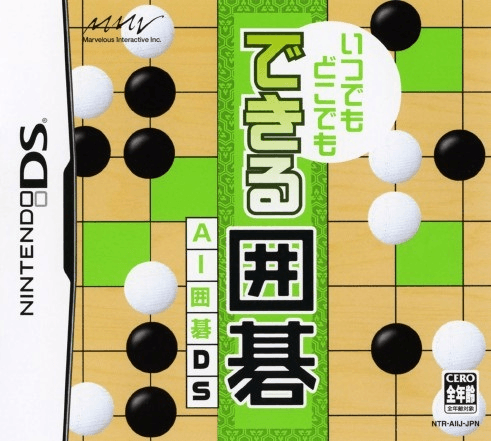 Marvelous Interactive Inc.
NINTENDO DS
いつでも
どこでも
できる
囲碁
AI囲碁DS
CERO
全年齢
全年齢対象
NTR-AIIJ-JPN